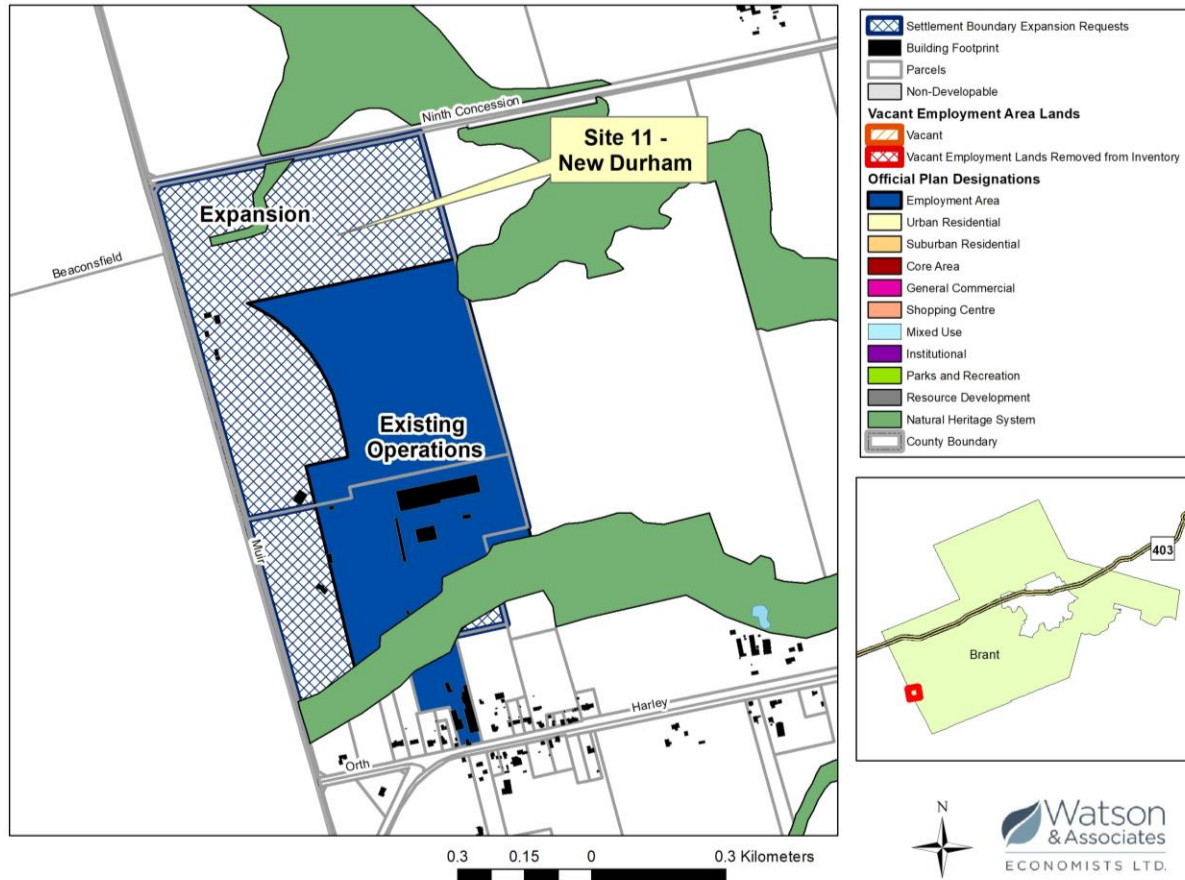 Ninth Concession
Site 11 -
New Durham
Expansion
Beaconsfield
Existing
Operations
Muir
Harley
Orth
0.3 0.15 0 0.3 Kilometers
Settlement Boundary Expansion Requests
Building Footprint
Parcels
Non-Developable
Vacant Employment Area Lands
Vacant
Vacant Employment Lands Removed from Inventory
Official Plan Designations
Employment Area
Urban Residential
Suburban Residential
Core Area
General Commercial
Shopping Centre
Mixed Use
Institutional
Parks and Recreation
Resource Development
Natural Heritage System
County Boundary
403
Brant
N
Watson
& Associates
ECONOMISTS LTD.